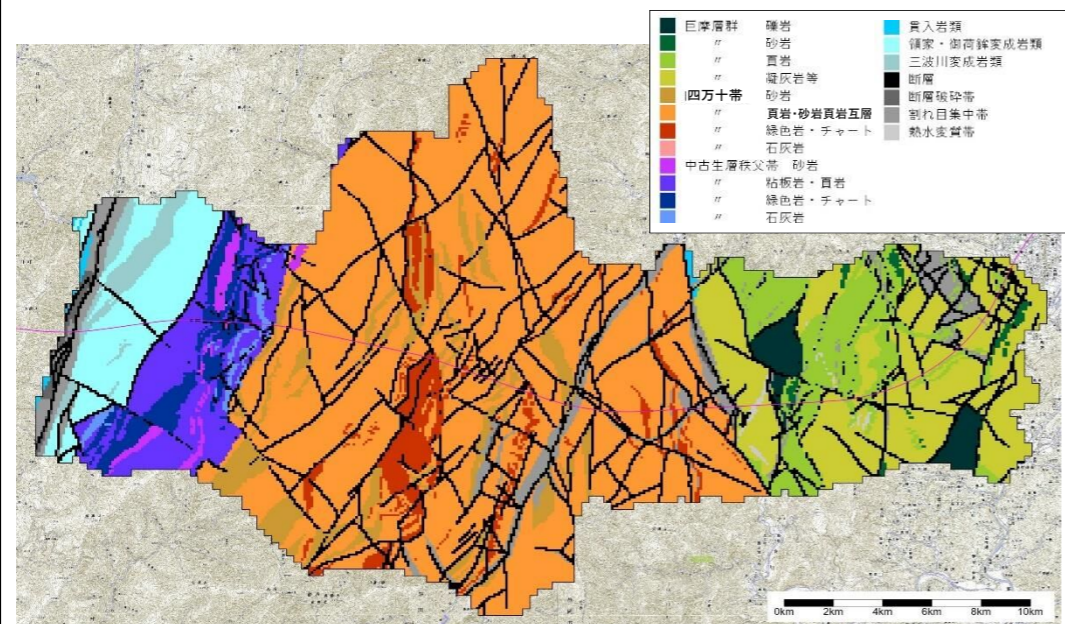 巨摩層群 礫岩
〃 砂岩
〃 頁岩
〃 凝灰岩等
四万十帯 砂岩
〃 頁岩・砂岩頁岩互層
〃 緑色岩・チャート
〃 石灰岩
中古生層秩父帯 砂岩
〃 粘板岩・頁岩
〃 緑色岩・チャート
〃 石灰岩
貫入岩類
領家・御荷鉾変成岩類
三波川変成岩類
断層
断層破砕帯
割れ目集中帯
熱水変質帯
0km 2km 4km 6km 8km 10km